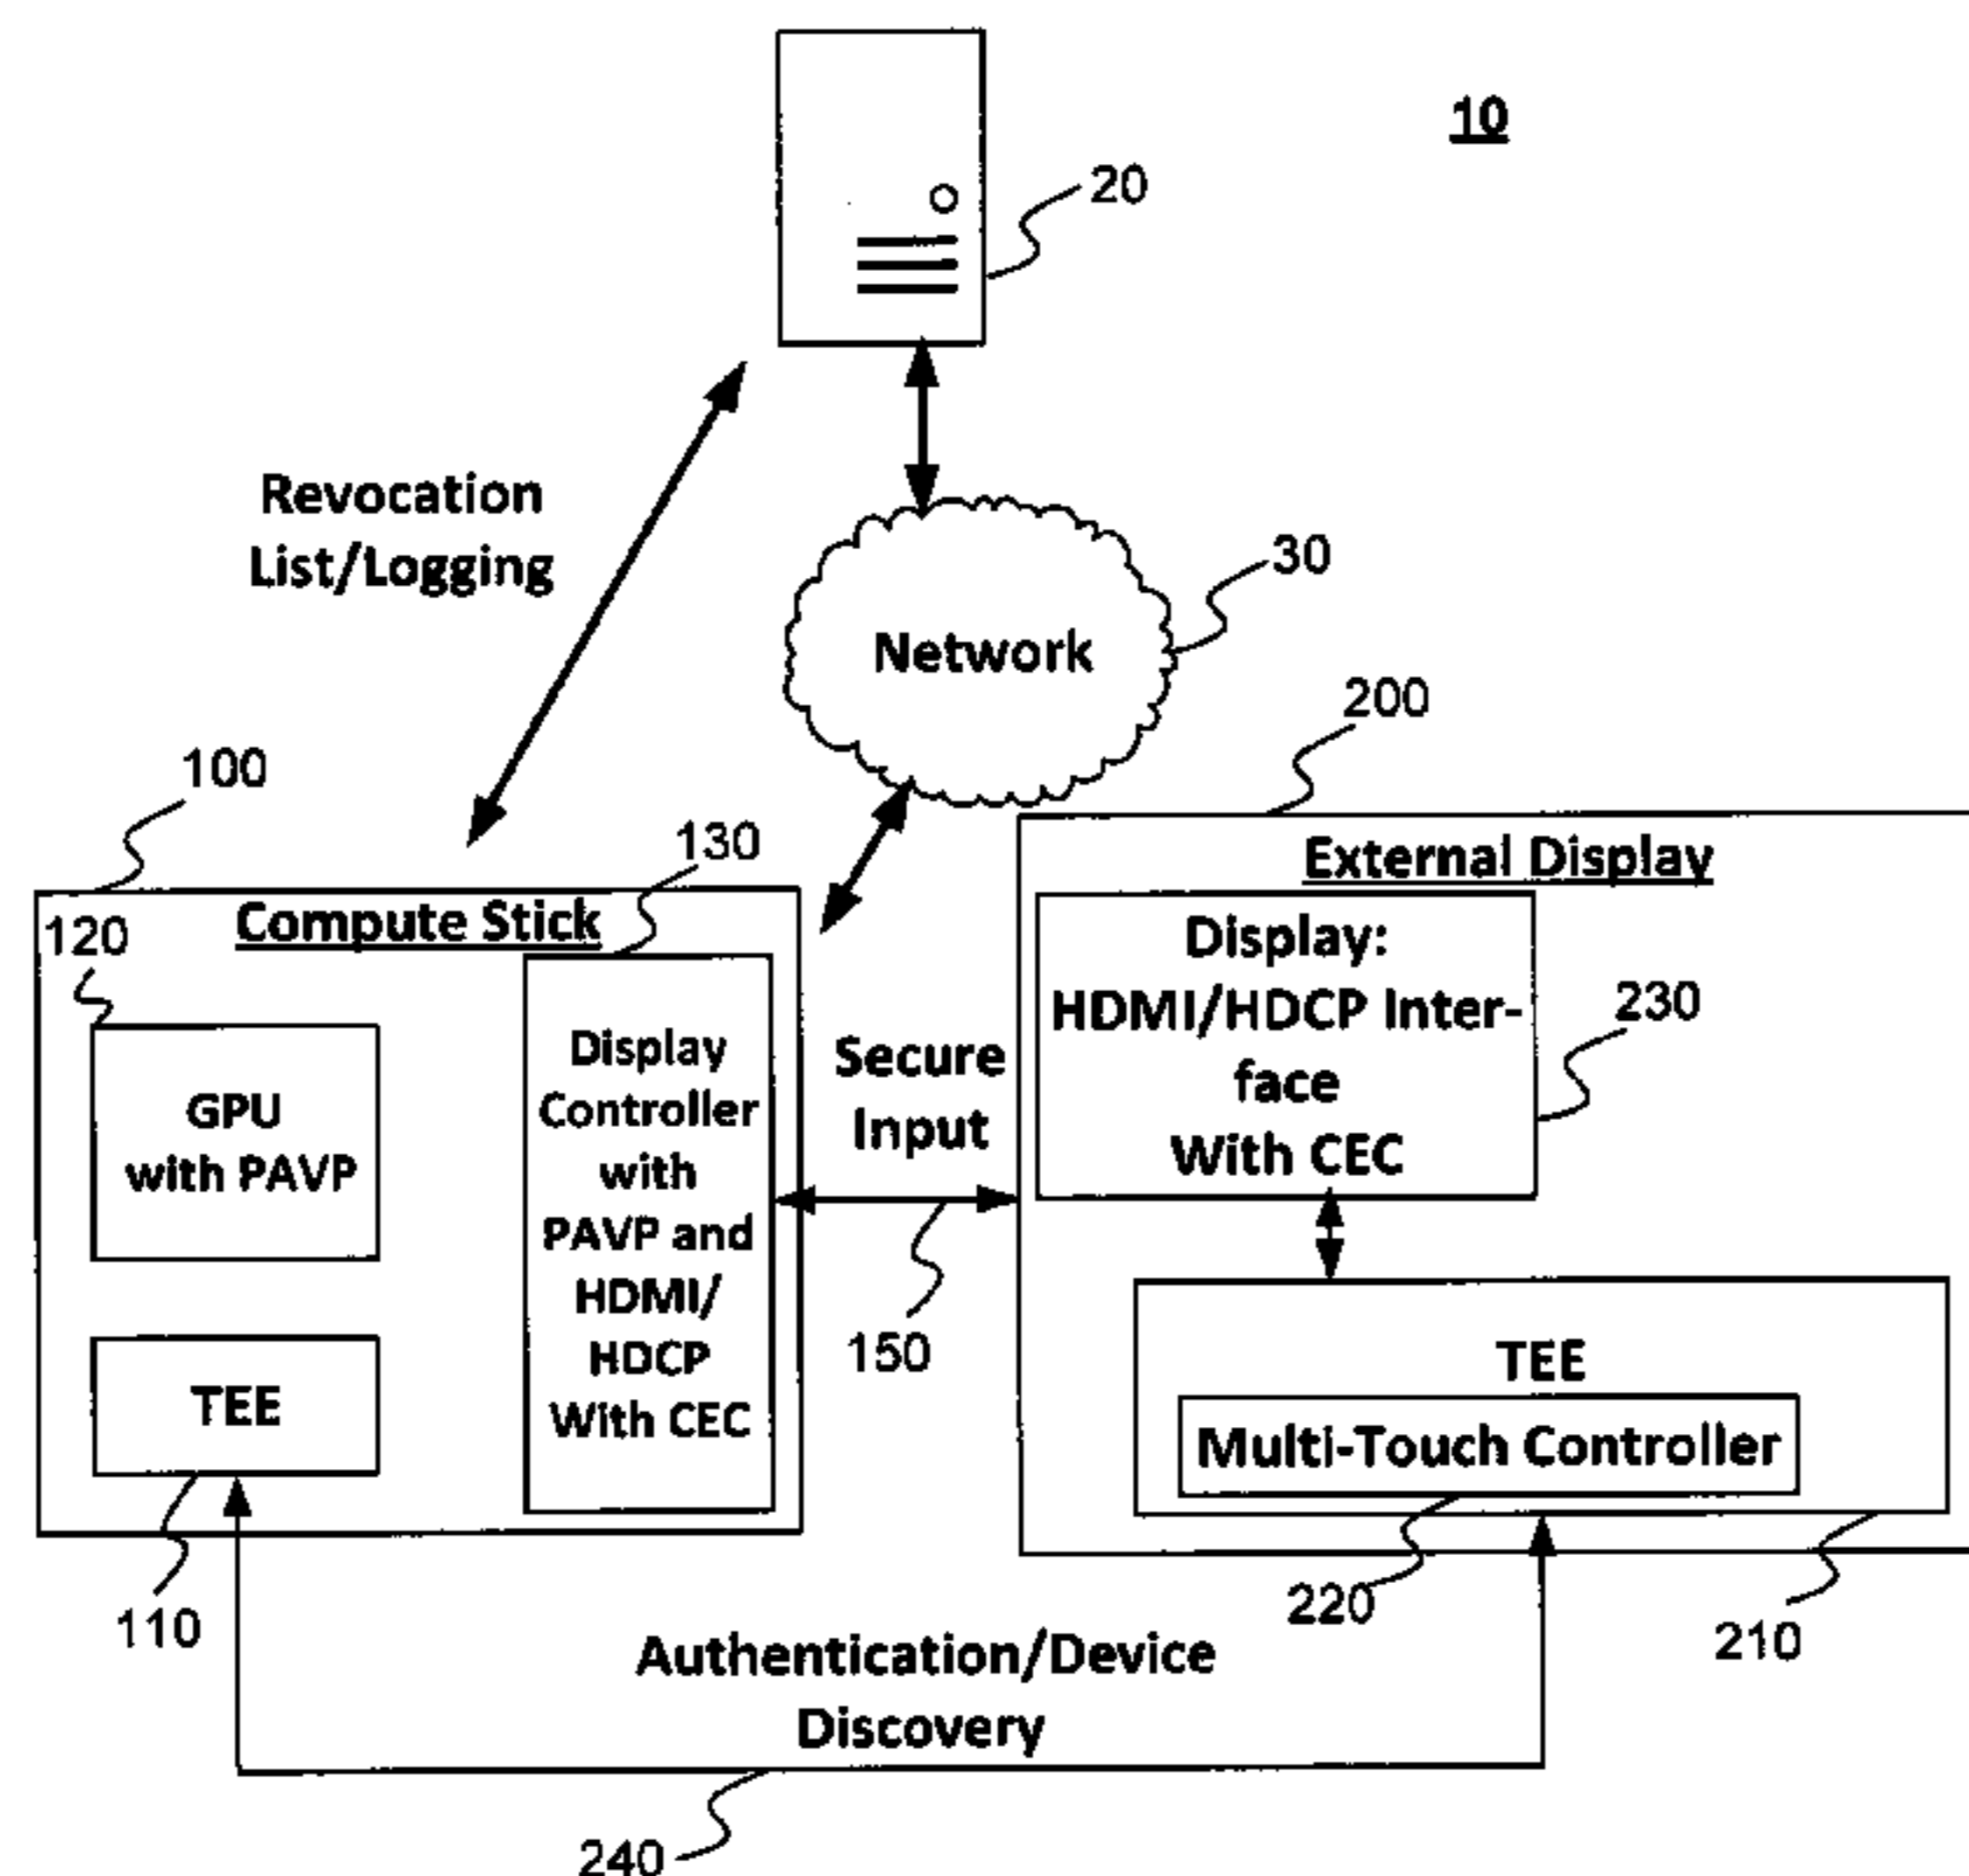 10
20
Revocation
List/Logging
30
Network
200
100
130
External Display
120
Compute Stick
Display:
HDMI/HDCP Inter-
face
With CEC
230
GPU
with PAVP
Display
Controller
with
PAVP and
HDMI/
HDCP
With CEC
Secure
Input
150
TEE
TEE
Multi-Touch Controller
110
220
210
Authentication/Device
Discovery
240